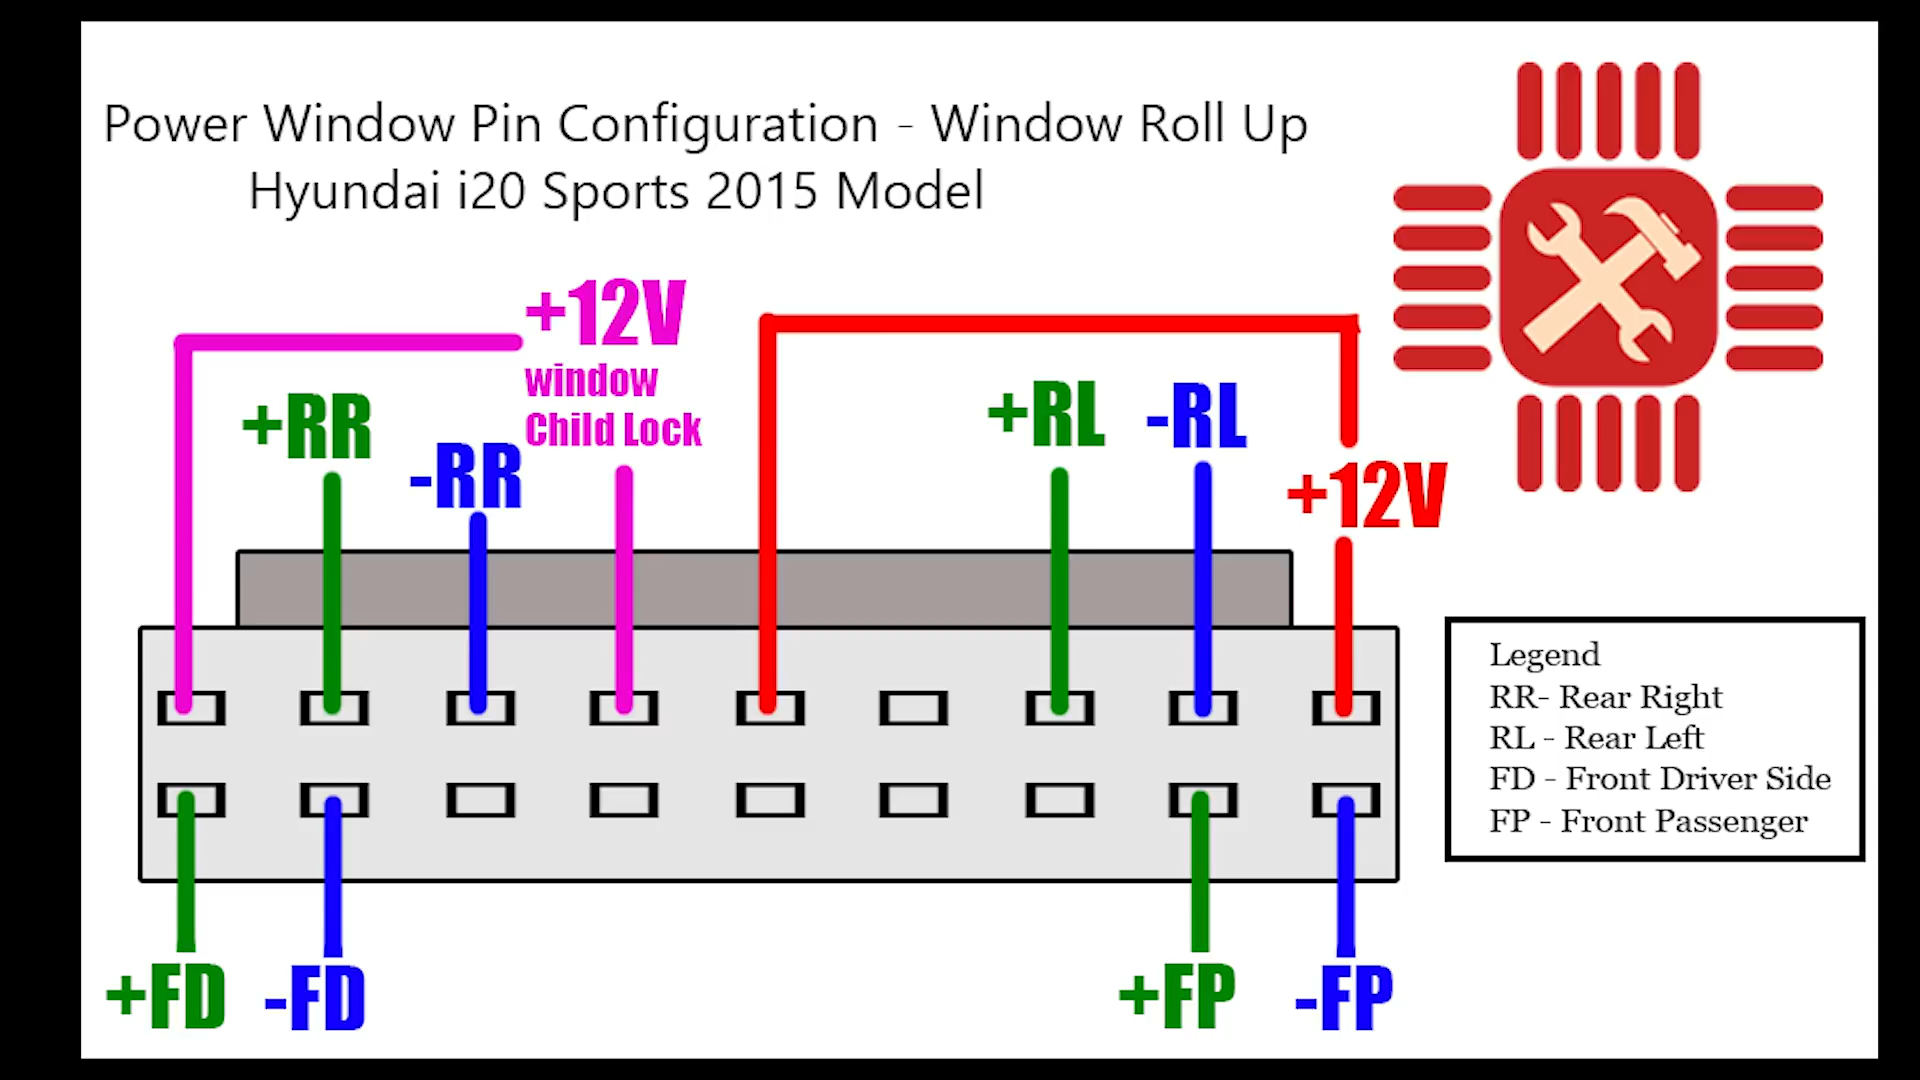 Power Window Pin Configuration - Window Roll Up
Hyundai i20 Sports 2015 Model
+12V
window
Child Lock
+RR
-RR
+RL
-RL
+12V
Legend
RR- Rear Right
RL - Rear Left
FD - Front Driver Side
FP - Front Passenger
+FD
-FD
+FP
-FP